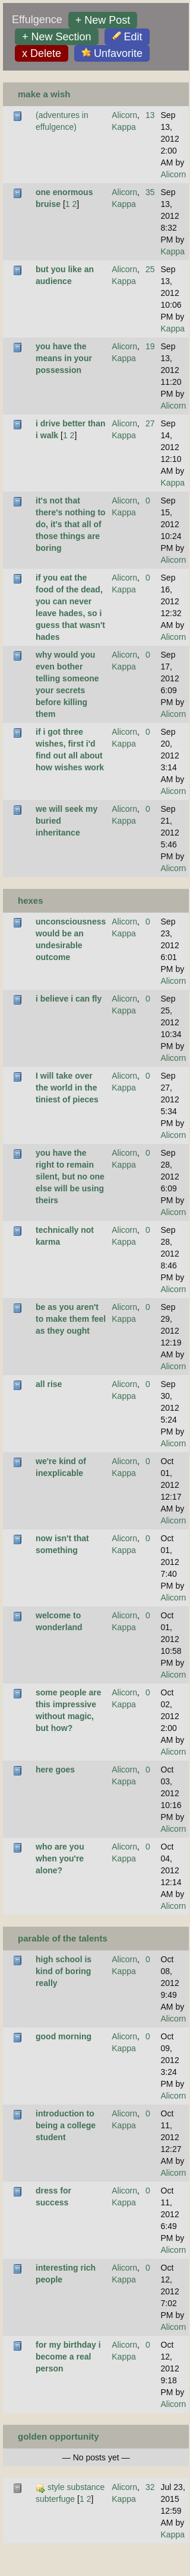 Effulgence + New Post
+ New Section Edit
x Delete Unfavorite
make a wish
(adventures in effulgence) Alicorn, Kappa 13 Sep 13, 2012 2:00 AM by Alicorn
one enormous bruise [1 2] Alicorn, Kappa 35 Sep 13, 2012 8:32 PM by Kappa
but you like an audience Alicorn, Kappa 25 Sep 13, 2012 10:06 PM by Kappa
you have the means in your possession Alicorn, Kappa 19 Sep 13, 2012 11:20 PM by Alicorn
i drive better than i walk [1 2] Alicorn, Kappa 27 Sep 14, 2012 12:10 AM by Kappa
it's not that there's nothing to do, it's that all of those things are boring Alicorn, Kappa 0 Sep 15, 2012 10:24 PM by Alicorn
if you eat the food of the dead, you can never leave hades, so i guess that wasn't hades Alicorn, Kappa 0 Sep 16, 2012 12:32 AM by Alicorn
why would you even bother telling someone your secrets before killing them Alicorn, Kappa 0 Sep 17, 2012 6:09 PM by Alicorn
if i got three wishes, first i'd find out all about how wishes work Alicorn, Kappa 0 Sep 20, 2012 3:14 AM by Alicorn
we will seek my buried inheritance Alicorn, Kappa 0 Sep 21, 2012 5:46 PM by Alicorn
hexes
unconsciousness would be an undesirable outcome Alicorn, Kappa 0 Sep 23, 2012 6:01 PM by Alicorn
i believe i can fly Alicorn, Kappa 0 Sep 25, 2012 10:34 PM by Alicorn
I will take over the world in the tiniest of pieces Alicorn, Kappa 0 Sep 27, 2012 5:34 PM by Alicorn
you have the right to remain silent, but no one else will be using theirs Alicorn, Kappa 0 Sep 28, 2012 6:09 PM by Alicorn
technically not karma Alicorn, Kappa 0 Sep 28, 2012 8:46 PM by Alicorn
be as you aren't to make them feel as they ought Alicorn, Kappa 0 Sep 29, 2012 12:19 AM by Alicorn
all rise Alicorn, Kappa 0 Sep 30, 2012 5:24 PM by Alicorn
we're kind of inexplicable Alicorn, Kappa 0 Oct 01, 2012 12:17 AM by Alicorn
now isn't that something Alicorn, Kappa 0 Oct 01, 2012 7:40 PM by Alicorn
welcome to wonderland Alicorn, Kappa 0 Oct 01, 2012 10:58 PM by Alicorn
some people are this impressive without magic, but how? Alicorn, Kappa 0 Oct 02, 2012 2:00 AM by Alicorn
here goes Alicorn, Kappa 0 Oct 03, 2012 10:16 PM by Alicorn
who are you when you're alone? Alicorn, Kappa 0 Oct 04, 2012 12:14 AM by Alicorn
parable of the talents
high school is kind of boring really Alicorn, Kappa 0 Oct 08, 2012 9:49 AM by Alicorn
good morning Alicorn, Kappa 0 Oct 09, 2012 3:24 PM by Alicorn
introduction to being a college student Alicorn, Kappa 0 Oct 11, 2012 12:27 AM by Alicorn
dress for success Alicorn, Kappa 0 Oct 11, 2012 6:49 PM by Alicorn
interesting rich people Alicorn, Kappa 0 Oct 12, 2012 7:02 PM by Alicorn
for my birthday i become a real person Alicorn, Kappa 0 Oct 12, 2012 9:18 PM by Alicorn
golden opportunity
— No posts yet —
style substance subterfuge [1 2] Alicorn, Kappa 32 Jul 23, 2015 12:59 AM by Kappa